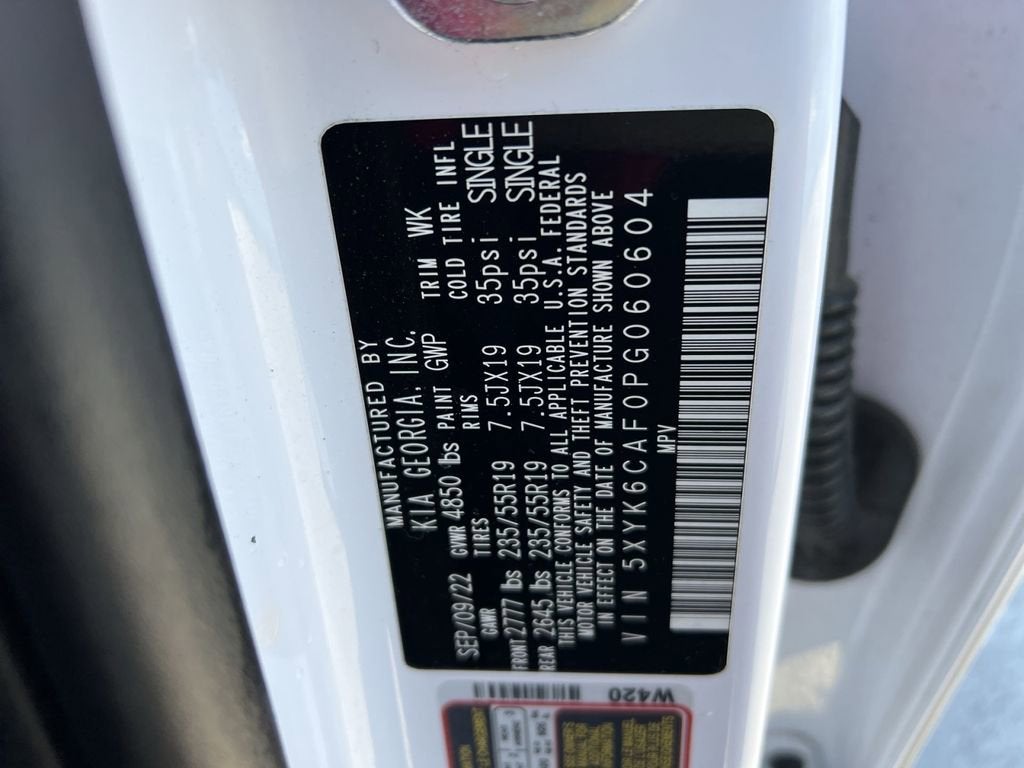 MANUFACTURED BY
KIA GEORGIA, INC.
SEP/09/22 GVWR 4850 lbs PAINT GWP TRIM WK
GAWR TIRES RIMS COLD TIRE INFL
FRONT 2777 lbs 235/55R19 7.5JX19 35psi SINGLE
REAR 2645 lbs 235/55R19 7.5JX19 35psi SINGLE
THIS VEHICLE CONFORMS TO ALL APPLICABLE U.S.A. FEDERAL
MOTOR VEHICLE SAFETY AND THEFT PREVENTION STANDARDS
IN EFFECT ON THE DATE OF MANUFACTURE SHOWN ABOVE
VIN 5XYK6CAF0PG060604
MPV
W420